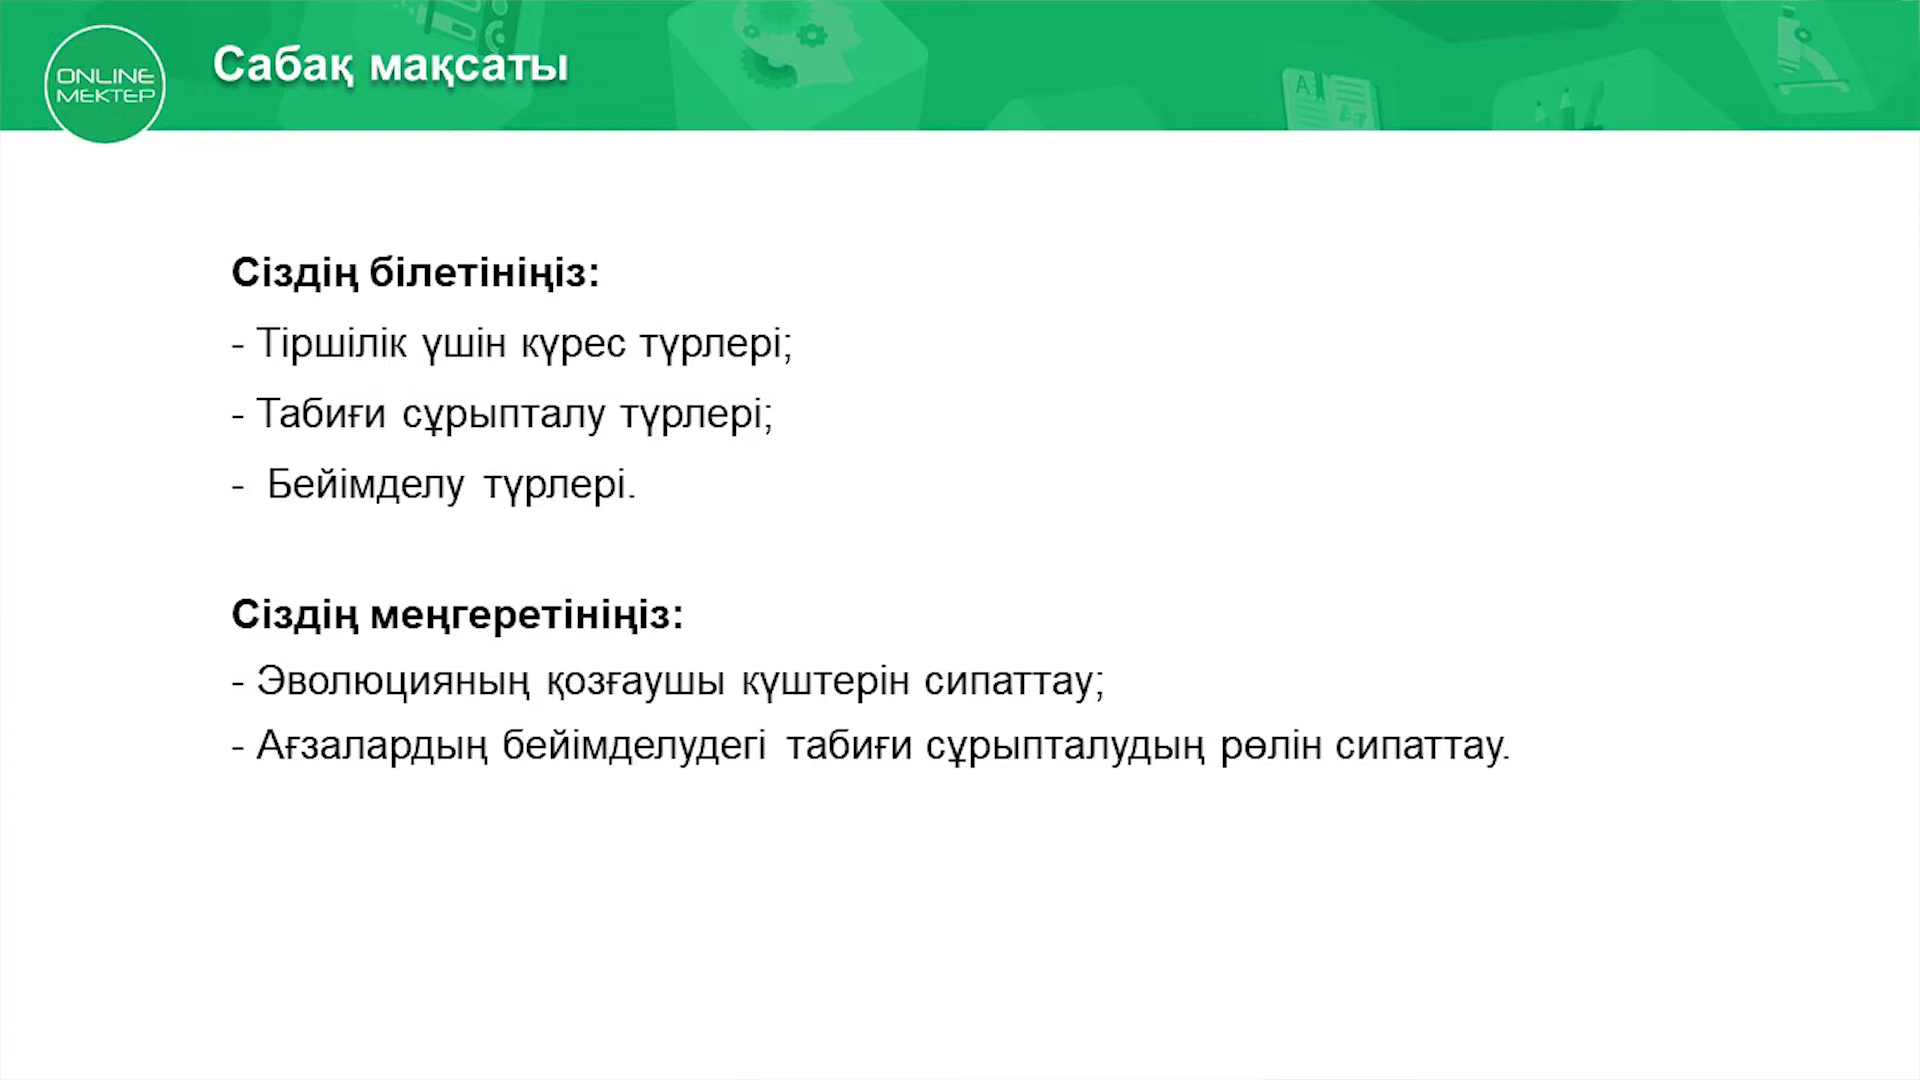 ONLINE
МЕКТЕР
Сабақ мақсаты
Сіздің білетініңіз:
- Тіршілік үшін күрес түрлері;
- Табиғи сұрыпталу түрлері;
- Бейімделу түрлері.
Сіздің меңгеретініңіз:
- Эволюцияның қозғаушы күштерін сипаттау;
- Ағзалардың бейімделудегі табиғи сұрыпталудың рөлін сипаттау.